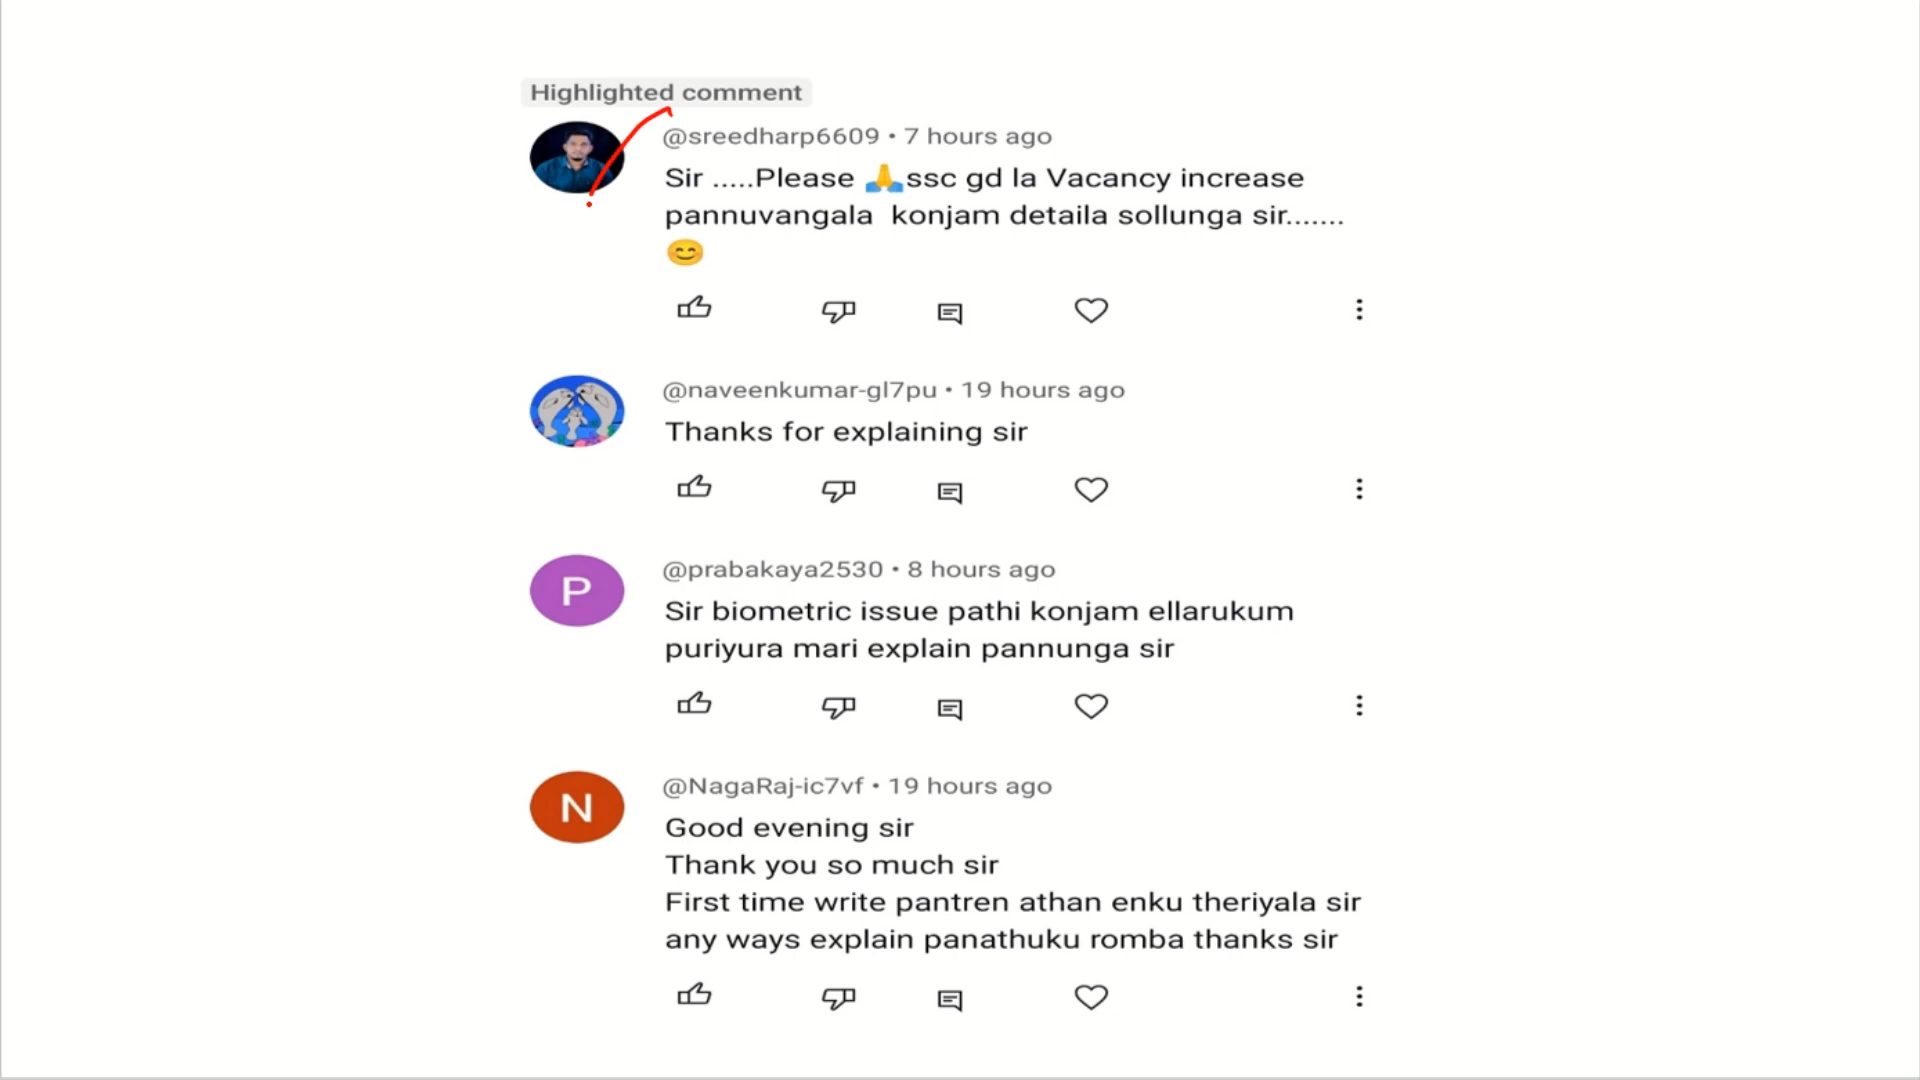 Highlighted comment
@sreedharp6609 • 7 hours ago
Sir .....Please 🙏ssc gd la Vacancy increase
pannuvangala konjam detaila sollunga sir.......
😊
@naveenkumar-gl7pu • 19 hours ago
Thanks for explaining sir
P
@prabakaya2530 • 8 hours ago
Sir biometric issue pathi konjam ellarukum
puriyura mari explain pannunga sir
N
@NagaRaj-ic7vf • 19 hours ago
Good evening sir
Thank you so much sir
First time write pantren athan enku theriyala sir
any ways explain panathuku romba thanks sir